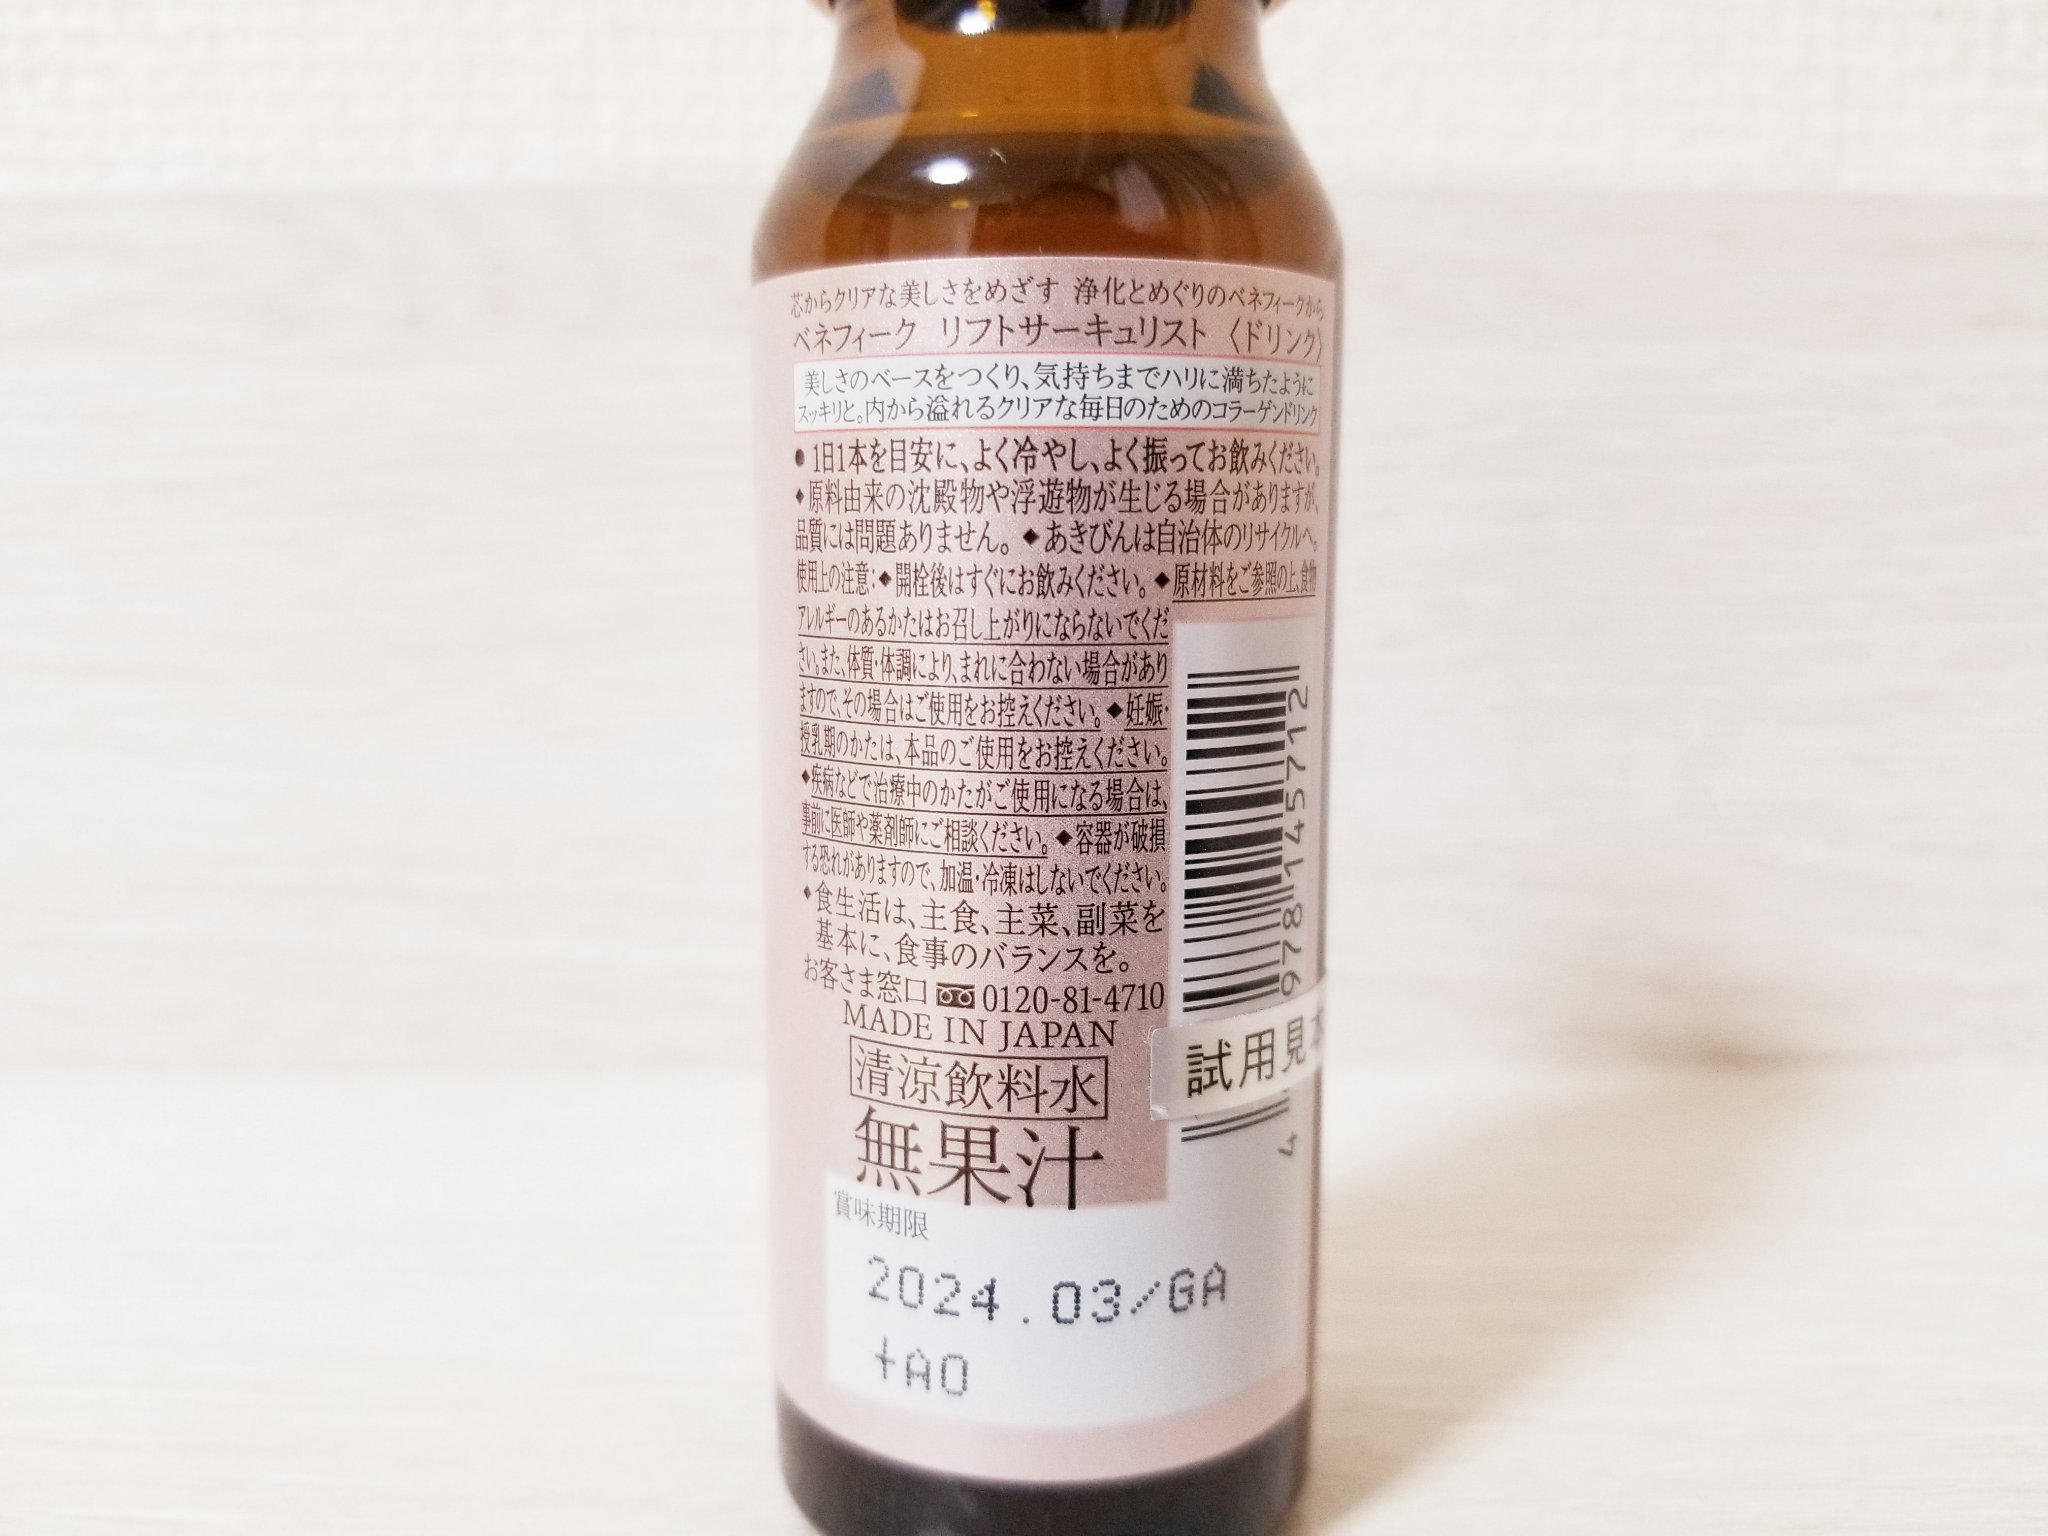 芯からクリアな美しさをめざす 浄化とめぐりのベネフィークから
ベネフィーク リフトサーキュリスト 〈ドリンク〉
美しさのベースをつくり、気持ちまでハリに満ちたように
スッキリと。内から溢れるクリアな毎日のためのコラーゲンドリンク
●1日1本を目安に、よく冷やし、よく振ってお飲みください。
◆原料由来の沈殿物や浮遊物が生じる場合がありますが、
品質には問題ありません。◆あきびんは自治体のリサイクルへ。
使用上の注意:◆開栓後はすぐにお飲みください。◆原材料をご参照の上、食物
アレルギーのあるかたはお召し上がりにならないでくだ
さい。また、体質・体調により、まれに合わない場合があり
ますので、その場合はご使用をお控えください。◆妊娠・
授乳期のかたは、本品のご使用をお控えください。
◆疾病などで治療中のかたがご使用になる場合は、
事前に医師や薬剤師にご相談ください。◆容器が破損
する恐れがありますので、加温・冷凍はしないでください。
◆食生活は、主食、主菜、副菜を
基本に、食事のバランスを。
お客さま窓口 0120-81-4710
MADE IN JAPAN
清涼飲料水
無果汁
賞味期限
2024.03/GA
+AO
4 978 145712
試用見本